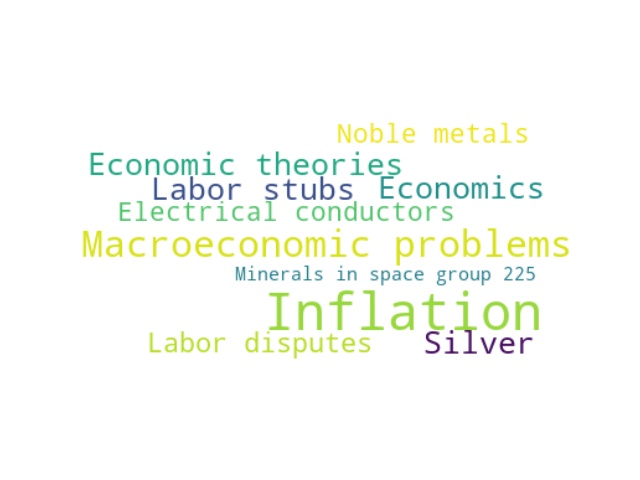 Noble metals
Economic theories
Labor stubs Economics
Electrical conductors
Macroeconomic problems
Minerals in space group 225
Inflation
Labor disputes Silver